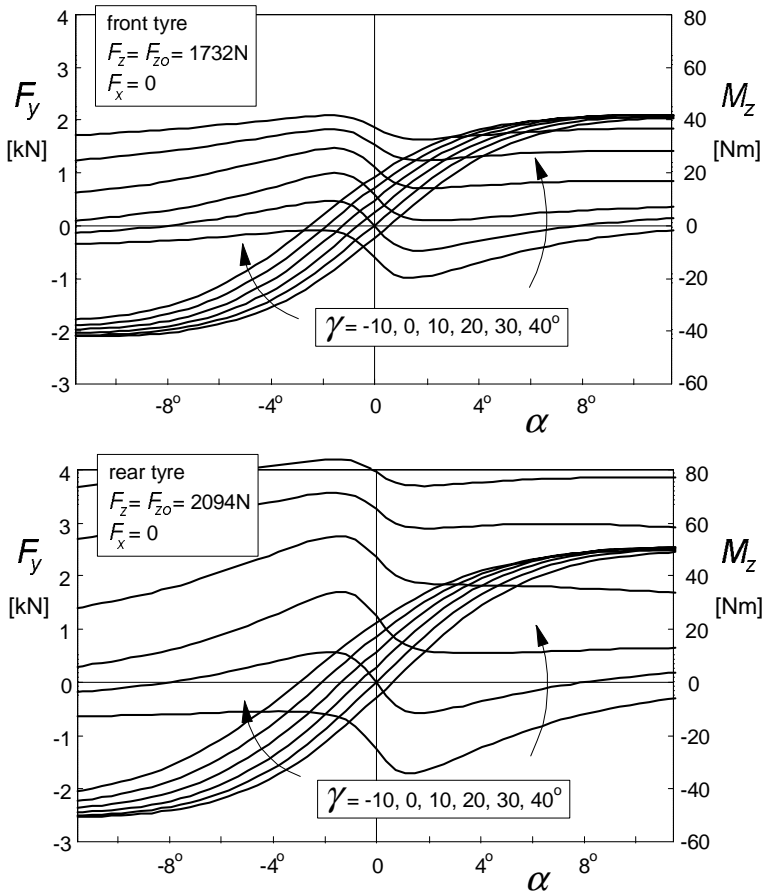 front tyre
F_z = F_zo = 1732N
F_x = 0
F_y
[kN]
4
3
2
1
0
-1
-2
-3
M_z
[Nm]
80
60
40
20
0
-20
-40
-60
γ = -10, 0, 10, 20, 30, 40°
-8° -4° 0 4° 8°
α
rear tyre
F_z = F_zo = 2094N
F_x = 0
F_y
[kN]
4
3
2
1
0
-1
-2
-3
M_z
[Nm]
80
60
40
20
0
-20
-40
-60
γ = -10, 0, 10, 20, 30, 40°
-8° -4° 0 4° 8°
α